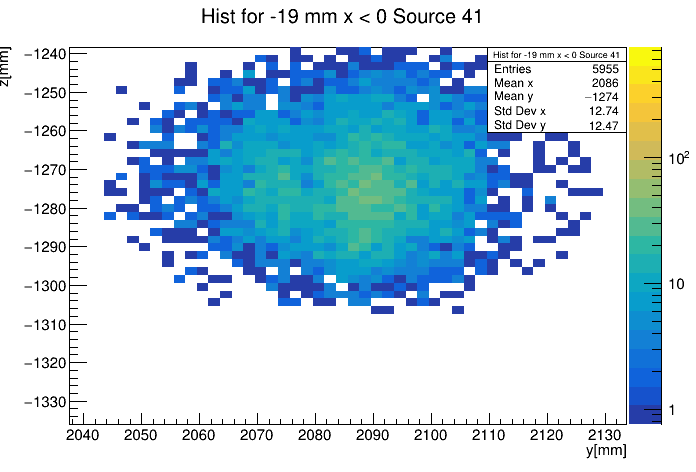 Hist for -19 mm x < 0 Source 41
z[mm]
Hist for -19 mm x < 0 Source 41
Entries 5955
Mean x 2086
Mean y −1274
Std Dev x 12.74
Std Dev y 12.47
−1240
−1250
−1260
−1270
−1280
−1290
−1300
−1310
−1320
−1330
2040 2050 2060 2070 2080 2090 2100 2110 2120 2130
y[mm]
10²
10
1